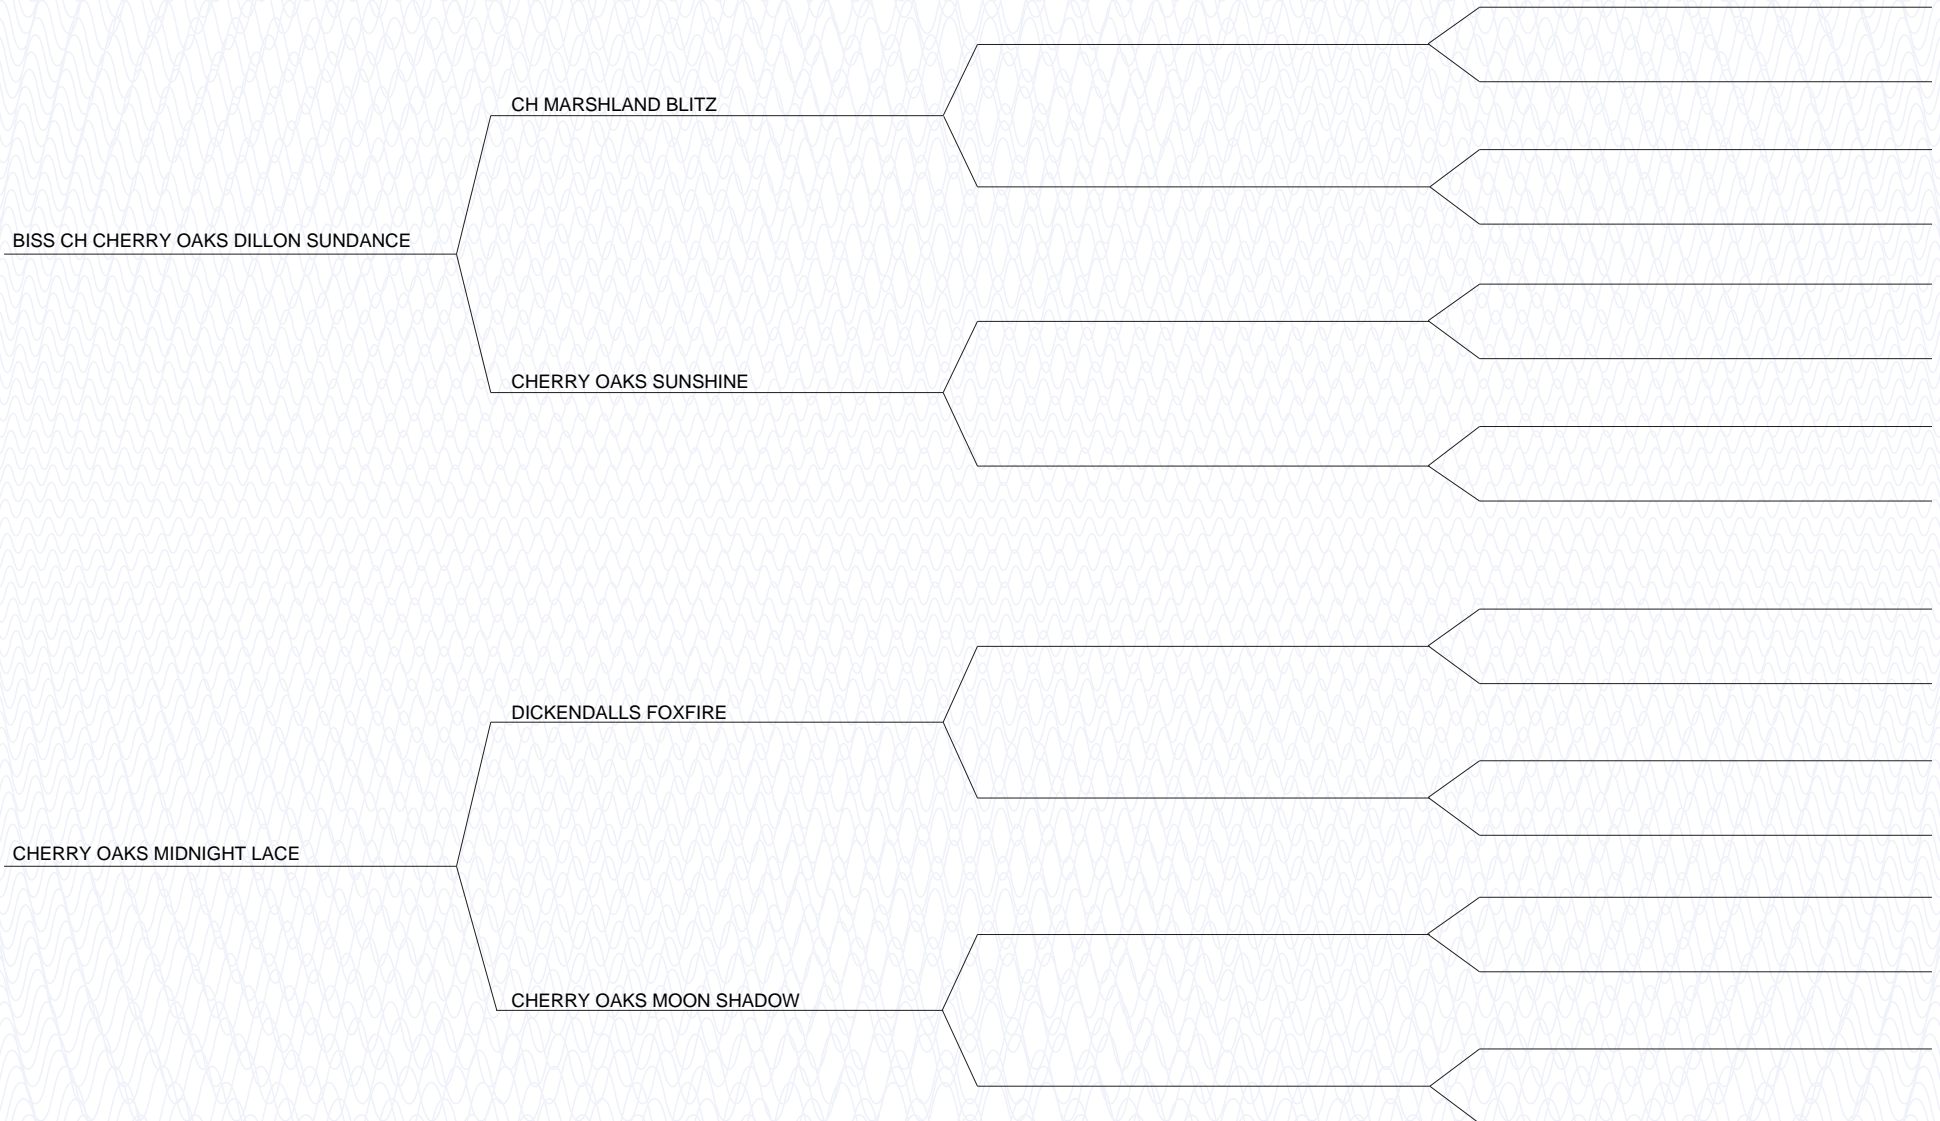 CH MARSHLAND BLITZ
BISS CH CHERRY OAKS DILLON SUNDANCE
CHERRY OAKS SUNSHINE
DICKENDALLS FOXFIRE
CHERRY OAKS MIDNIGHT LACE
CHERRY OAKS MOON SHADOW